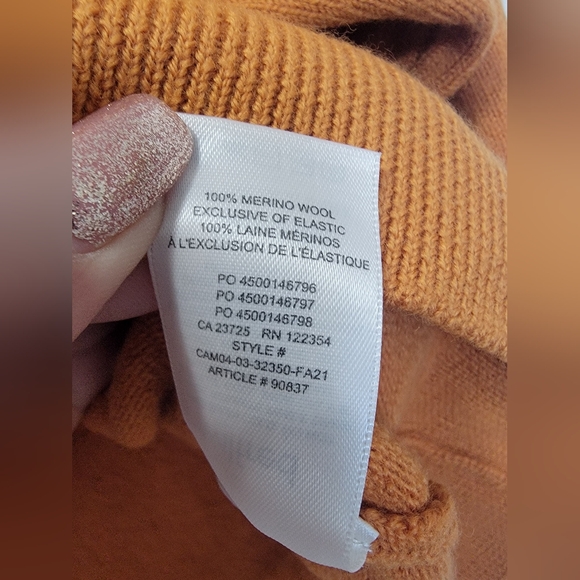 100% MERINO WOOL
EXCLUSIVE OF ELASTIC
100% LAINE MÉRINOS
À L'EXCLUSION DE L'ÉLASTIQUE
PO 4500146796
PO 4500146797
PO 4500146798
CA 23725 RN 122354
STYLE #
CAM04-03-32350-FA21
ARTICLE # 90837